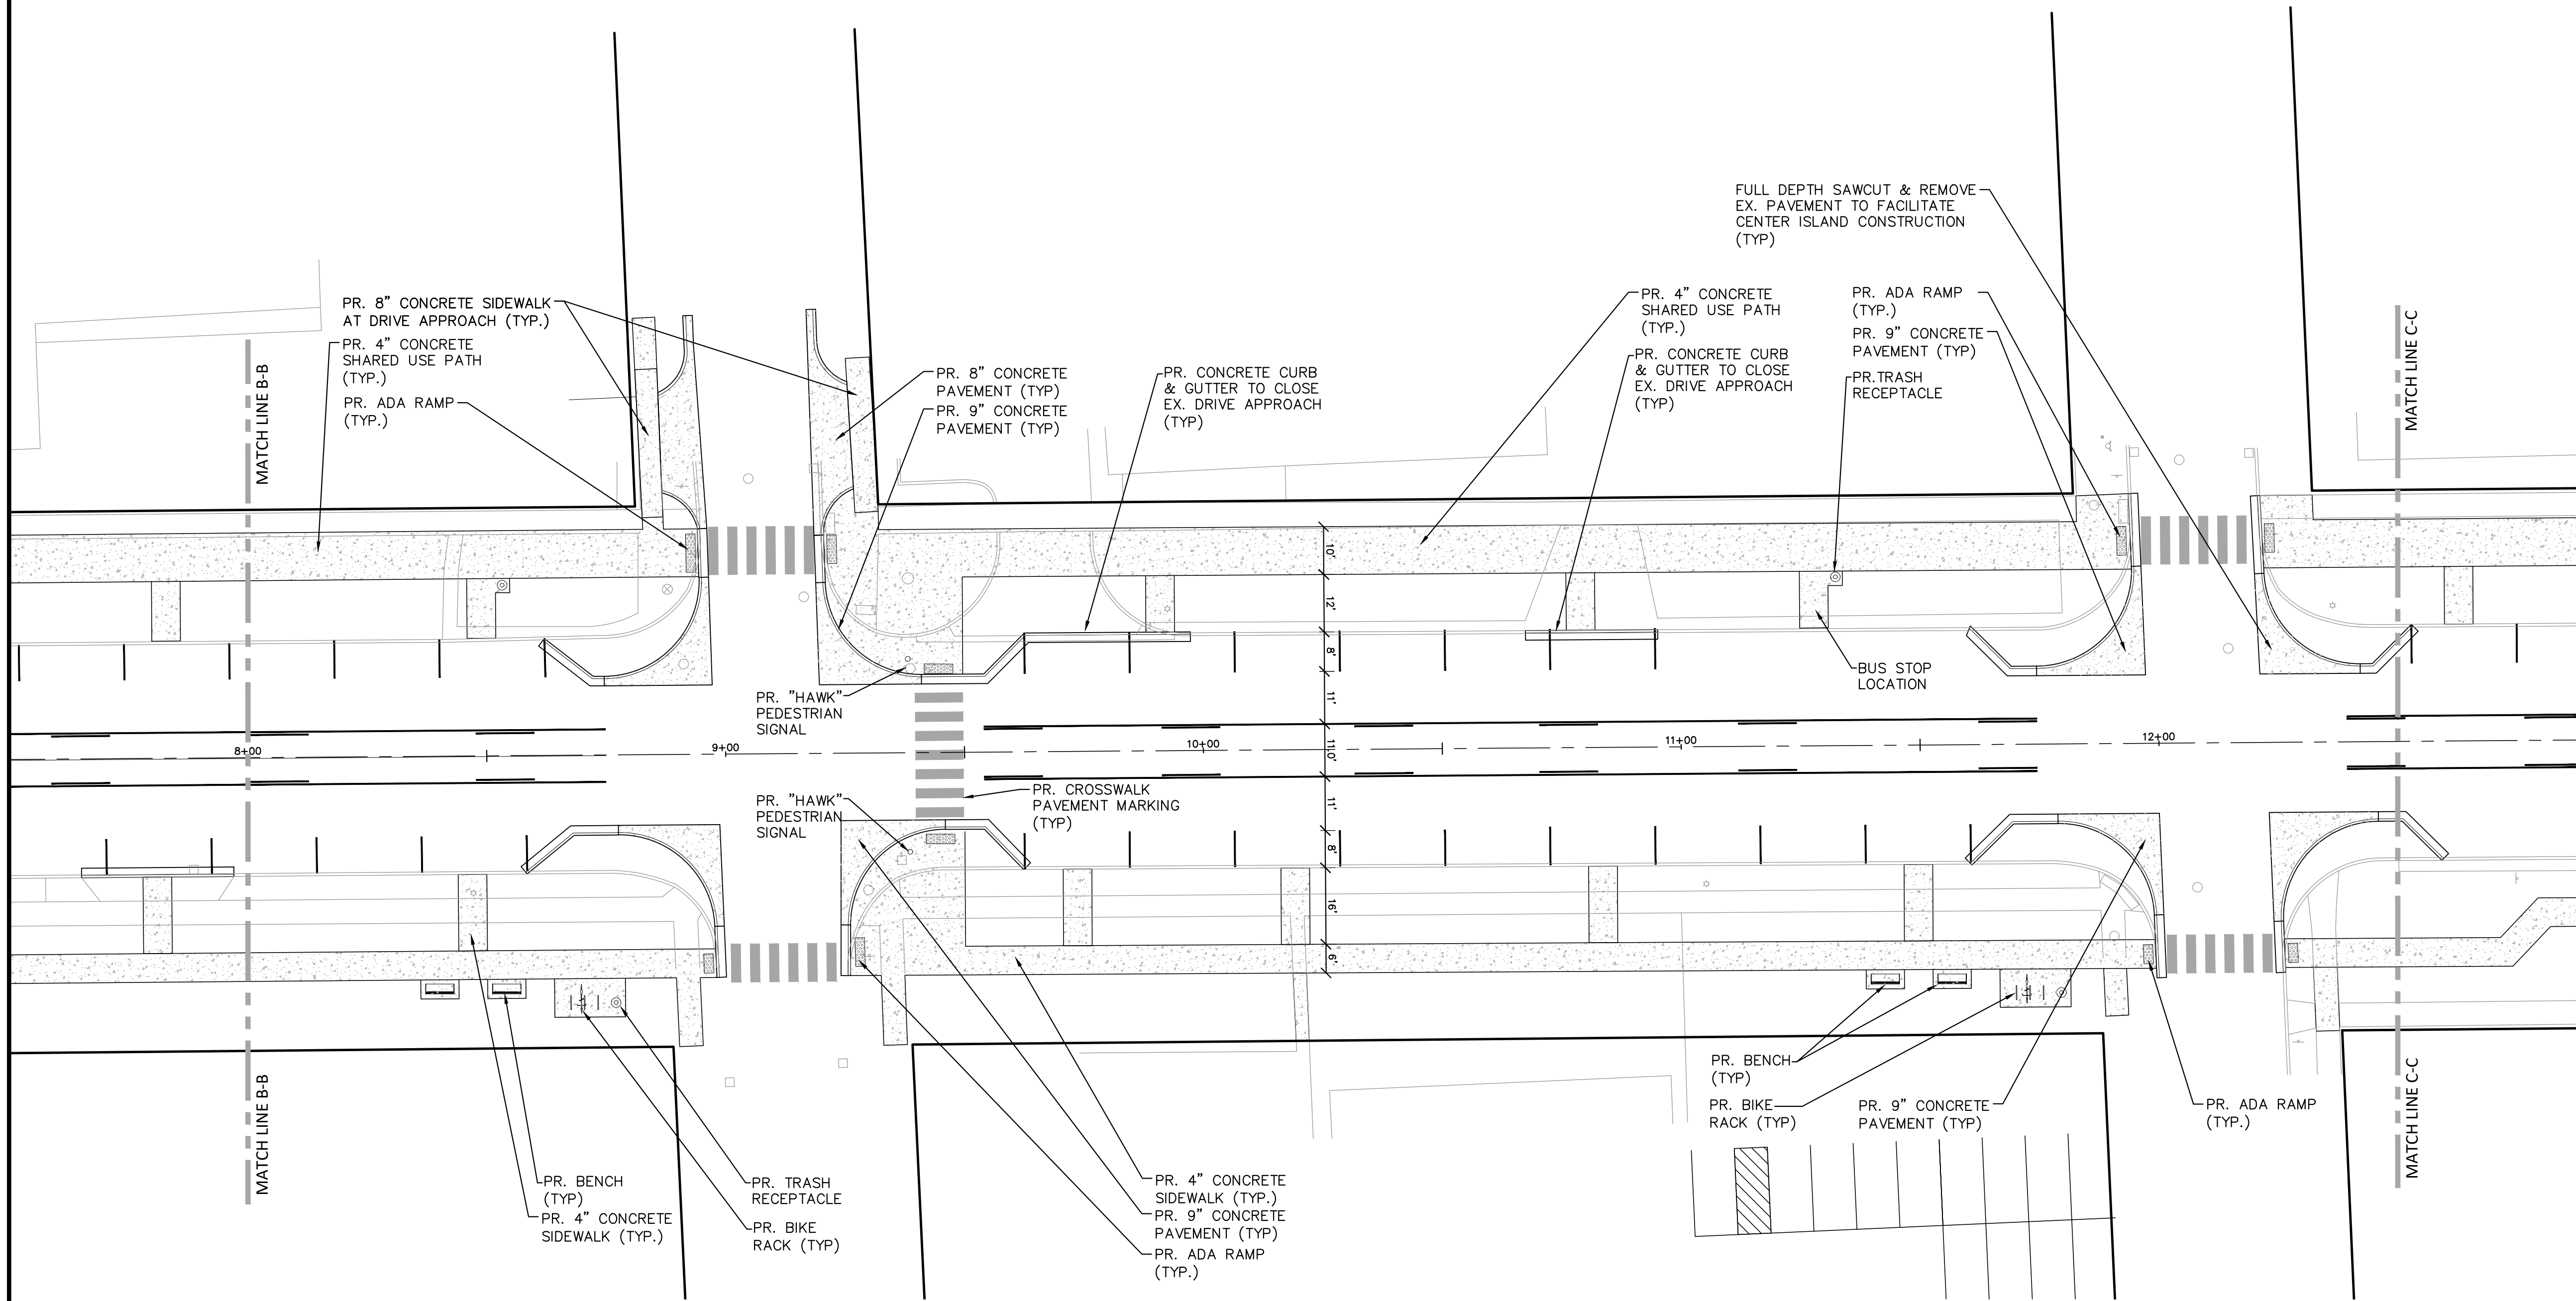 FULL DEPTH SAWCUT & REMOVE
EX. PAVEMENT TO FACILITATE
CENTER ISLAND CONSTRUCTION
(TYP)
PR. 8" CONCRETE SIDEWALK
AT DRIVE APPROACH (TYP.)
PR. 4" CONCRETE
SHARED USE PATH
(TYP.)
PR. ADA RAMP
(TYP.)
MATCH LINE B-B
PR. 8" CONCRETE
PAVEMENT (TYP)
PR. 9" CONCRETE
PAVEMENT (TYP)
PR. CONCRETE CURB
& GUTTER TO CLOSE
EX. DRIVE APPROACH
(TYP)
PR. 4" CONCRETE
SHARED USE PATH
(TYP.)
PR. CONCRETE CURB
& GUTTER TO CLOSE
EX. DRIVE APPROACH
(TYP)
PR. ADA RAMP
(TYP.)
PR. 9" CONCRETE
PAVEMENT (TYP)
PR.TRASH
RECEPTACLE
MATCH LINE C-C
BUS STOP
LOCATION
PR. "HAWK"
PEDESTRIAN
SIGNAL
10'
12'
8'
11'
11.0'
11'
8'
16'
6'
8+00
9+00
10+00
11+00
12+00
PR. "HAWK"
PEDESTRIAN
SIGNAL
PR. CROSSWALK
PAVEMENT MARKING
(TYP)
MATCH LINE B-B
PR. BENCH
(TYP)
PR. 4" CONCRETE
SIDEWALK (TYP.)
PR. TRASH
RECEPTACLE
PR. BIKE
RACK (TYP)
PR. 4" CONCRETE
SIDEWALK (TYP.)
PR. 9" CONCRETE
PAVEMENT (TYP)
PR. ADA RAMP
(TYP.)
PR. BENCH
(TYP)
PR. BIKE
RACK (TYP)
PR. 9" CONCRETE
PAVEMENT (TYP)
PR. ADA RAMP
(TYP.)
MATCH LINE C-C